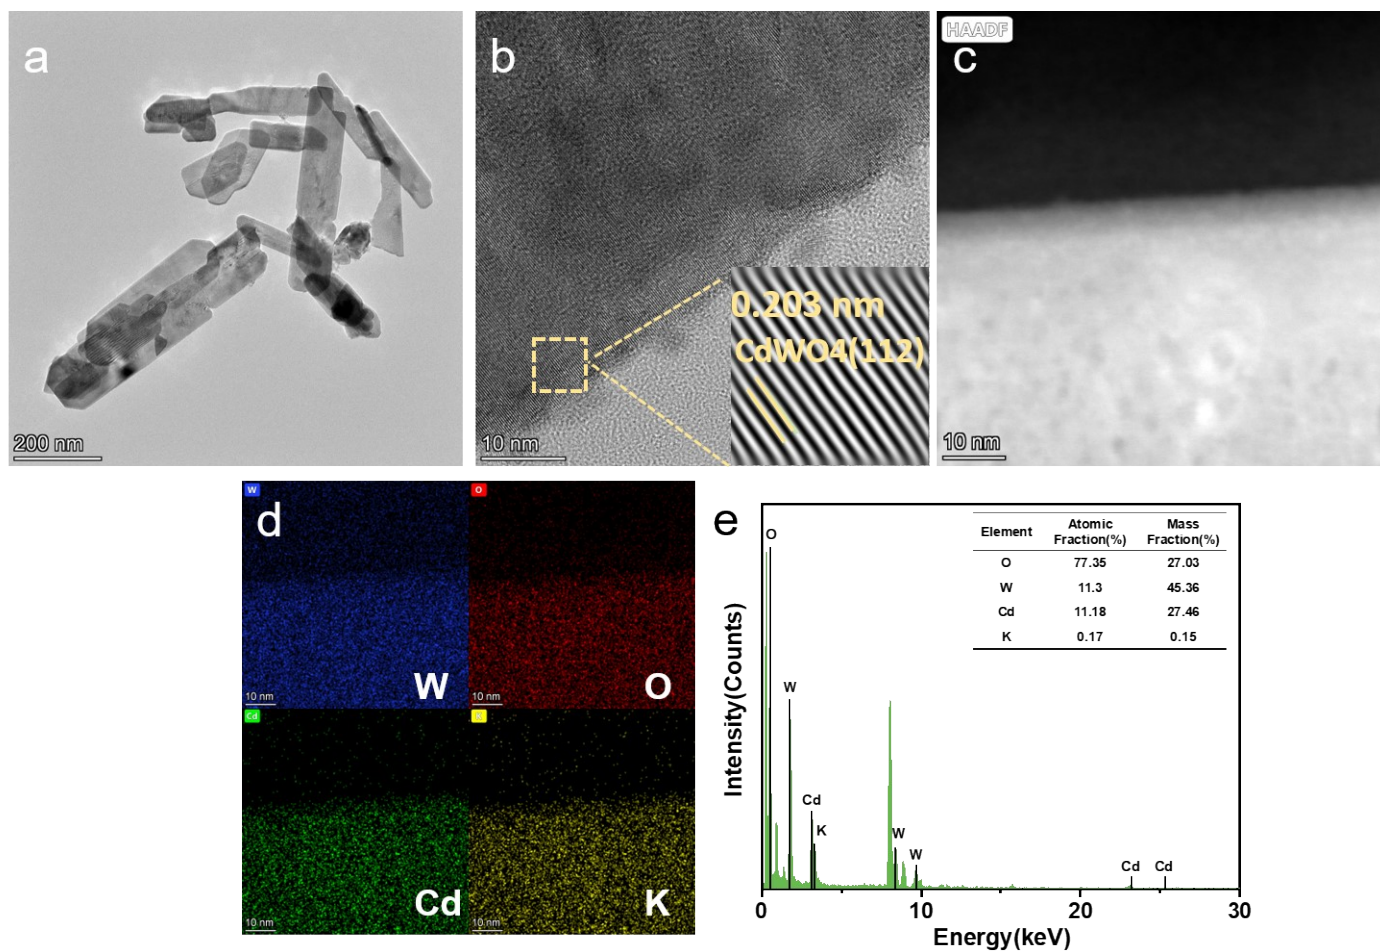 a
200 nm
b
0.203 nm
CdWO4(112)
10 nm
HAADF
c
10 nm
d
W
W
10 nm
O
O
10 nm
Cd
Cd
10 nm
K
10 nm
e
Element Atomic Fraction(%) Mass Fraction(%)
O 77.35 27.03
W 11.3 45.36
Cd 11.18 27.46
K 0.17 0.15
O
W
Cd
K
W
W
Cd
Cd
Intensity(Counts)
0 10 20 30
Energy(keV)